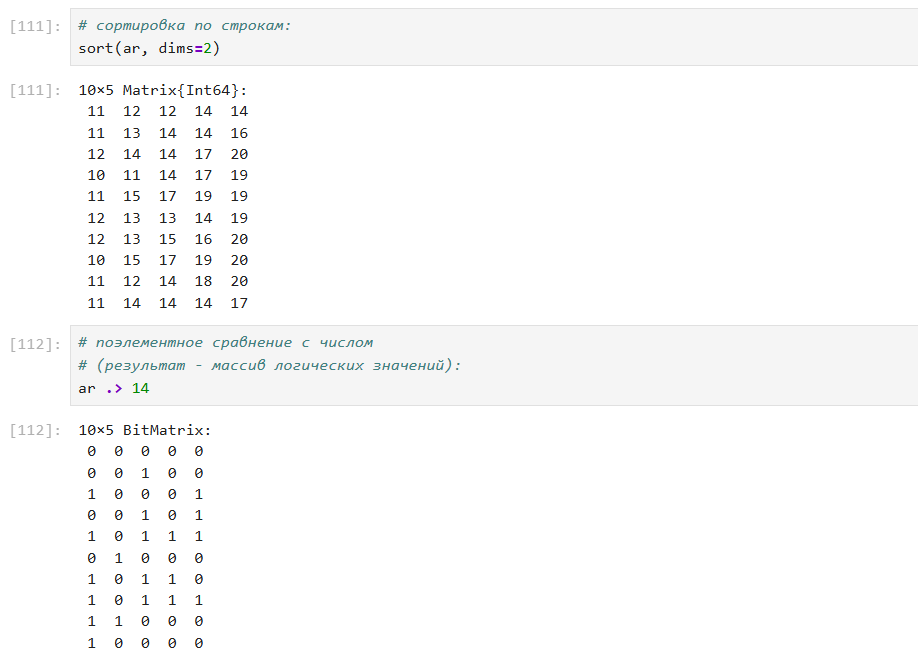 [111]: # сортировка по строкам:
sort(ar, dims=2)
[111]: 10×5 Matrix{Int64}:
11 12 12 14 14
11 13 14 14 16
12 14 14 17 20
10 11 14 17 19
11 15 17 19 19
12 13 13 14 19
12 13 15 16 20
10 15 17 19 20
11 12 14 18 20
11 14 14 14 17
[112]: # поэлементное сравнение с числом
# (результат - массив логических значений):
ar .> 14
[112]: 10×5 BitMatrix:
0 0 0 0 0
0 0 1 0 0
1 0 0 0 1
0 0 1 0 1
1 0 1 1 1
0 1 0 0 0
1 0 1 1 0
1 0 1 1 1
1 1 0 0 0
1 0 0 0 0